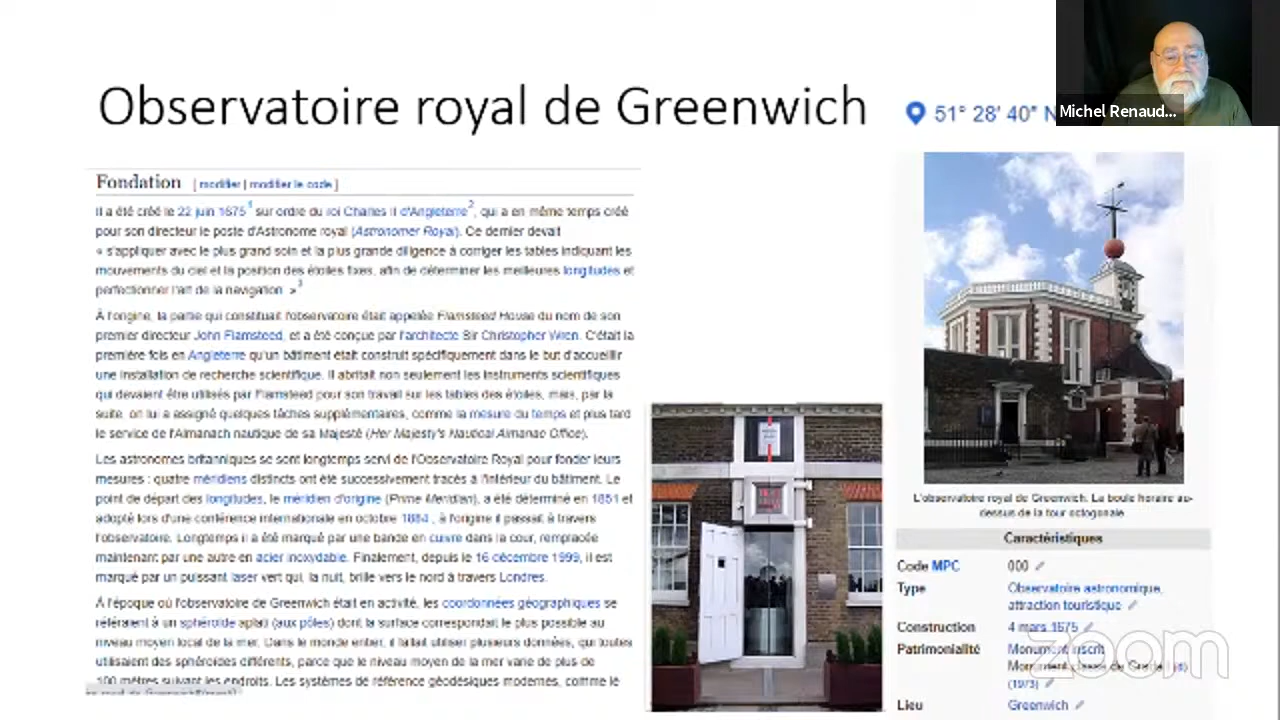 Observatoire royal de Greenwich
51° 28′ 40″ N
Michel Renaud...
Fondation [ modifier | modifier le code ]
Il a été créé le 22 juin 1675¹ sur ordre du roi Charles II d'Angleterre², qui a en même temps créé
pour son directeur le poste d'Astronome royal (Astronomer Royal). Ce dernier devait
« s'appliquer avec le plus grand soin et la plus grande diligence à corriger les tables indiquant les
mouvements du ciel et la position des étoiles fixes, afin de déterminer les meilleures longitudes et
perfectionner l'art de la navigation. »³
À l'origine, la partie qui constituait l'observatoire était appelée Flamsteed House du nom de son
premier directeur John Flamsteed, et a été conçue par l'architecte Sir Christopher Wren. C'était la
première fois en Angleterre qu'un bâtiment était construit spécifiquement dans le but d'accueillir
une installation de recherche scientifique. Il abritait non seulement les instruments scientifiques
qui devaient être utilisés par Flamsteed pour son travail sur les tables des étoiles, mais, par la
suite, on lui a assigné quelques tâches supplémentaires, comme la mesure du temps et plus tard
le service de l'Almanach nautique de sa Majesté (Her Majesty's Nautical Almanac Office).
Les astronomes britanniques se sont longtemps servi de l'Observatoire Royal pour fonder leurs
mesures : quatre méridiens distincts ont été successivement tracés à l'intérieur du bâtiment. Le
point de départ des longitudes, le méridien d'origine (Prime Meridian), a été déterminé en 1851 et
adopté lors d'une conférence internationale en octobre 1884 , à l'origine il passait à travers
l'observatoire. Longtemps il a été marqué par une bande en cuivre dans la cour, remplacée
maintenant par une autre en acier inoxydable. Finalement, depuis le 16 décembre 1999, il est
marqué par un puissant laser vert qui, la nuit, brille vers le nord à travers Londres.
À l'époque où l'observatoire de Greenwich était en activité, les coordonnées géographiques se
référaient à un sphéroïde aplati (aux pôles) dont la surface correspondait le plus possible au
niveau moyen local de la mer. Dans le monde entier, il fallait utiliser plusieurs données, qui toutes
utilisaient des sphéroïdes différents, parce que le niveau moyen de la mer varie de plus de
100 mètres suivant les endroits. Les systèmes de référence géodésiques modernes, comme le
L'observatoire royal de Greenwich. La boule horaire au-
dessus de la tour octogonale
Caractéristiques
Code MPC 000
Type Observatoire astronomique,
attraction touristique
Construction 4 mars 1675
Patrimonialité Monument inscrit
Monument classé de Grade I (d)
(1973)
Lieu Greenwich
zoom